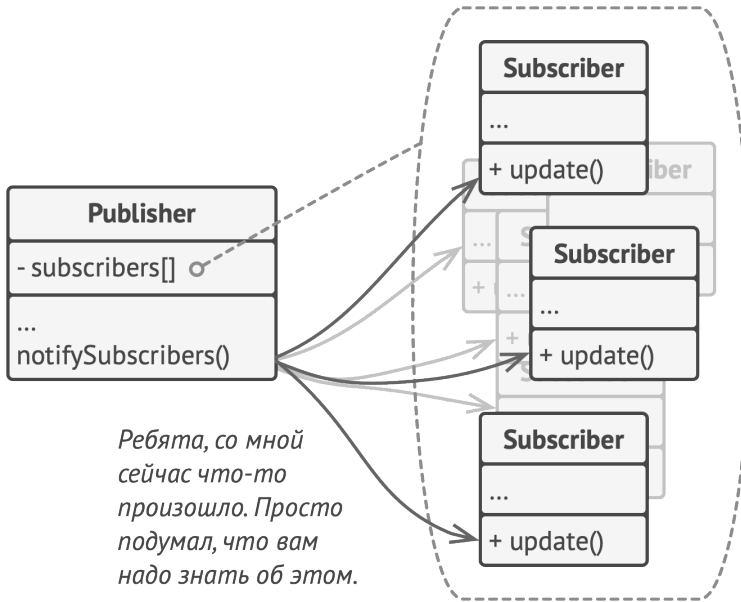 Publisher
- subscribers[]
...
notifySubscribers()
Ребята, со мной
сейчас что-то
произошло. Просто
подумал, что вам
надо знать об этом.
Subscriber
...
+ update()
...
+
...
+
Subscriber
...
+ update()
Subscriber
...
+ update()